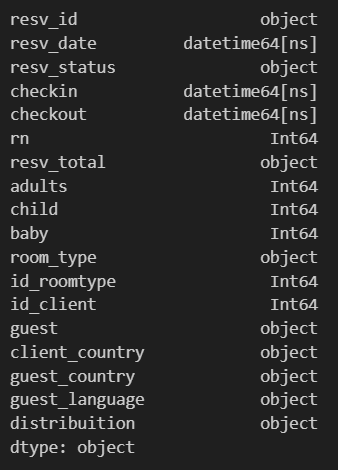 resv_id object
resv_date datetime64[ns]
resv_status object
checkin datetime64[ns]
checkout datetime64[ns]
rn Int64
resv_total object
adults Int64
child Int64
baby Int64
room_type object
id_roomtype Int64
id_client Int64
guest object
client_country object
guest_country object
guest_language object
distribuition object
dtype: object